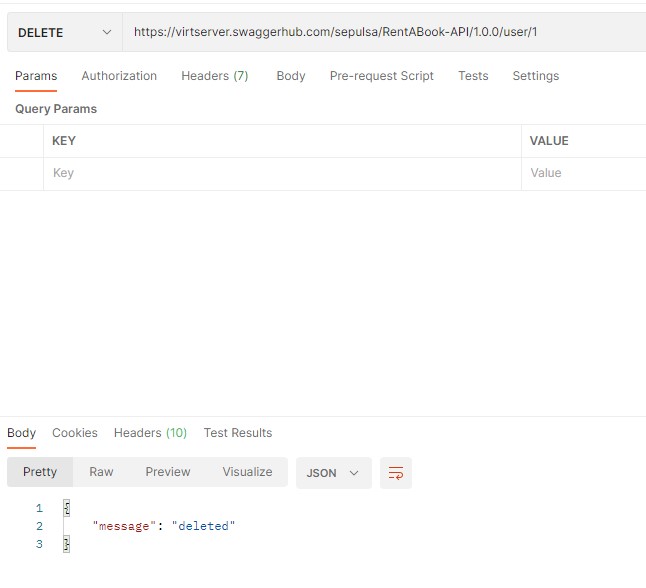 DELETE https://virtserver.swaggerhub.com/sepulsa/RentABook-API/1.0.0/user/1
Params Authorization Headers (7) Body Pre-request Script Tests Settings
Query Params
KEY VALUE
Key Value
Body Cookies Headers (10) Test Results
Pretty Raw Preview Visualize JSON
1 {
2 "message": "deleted"
3 }